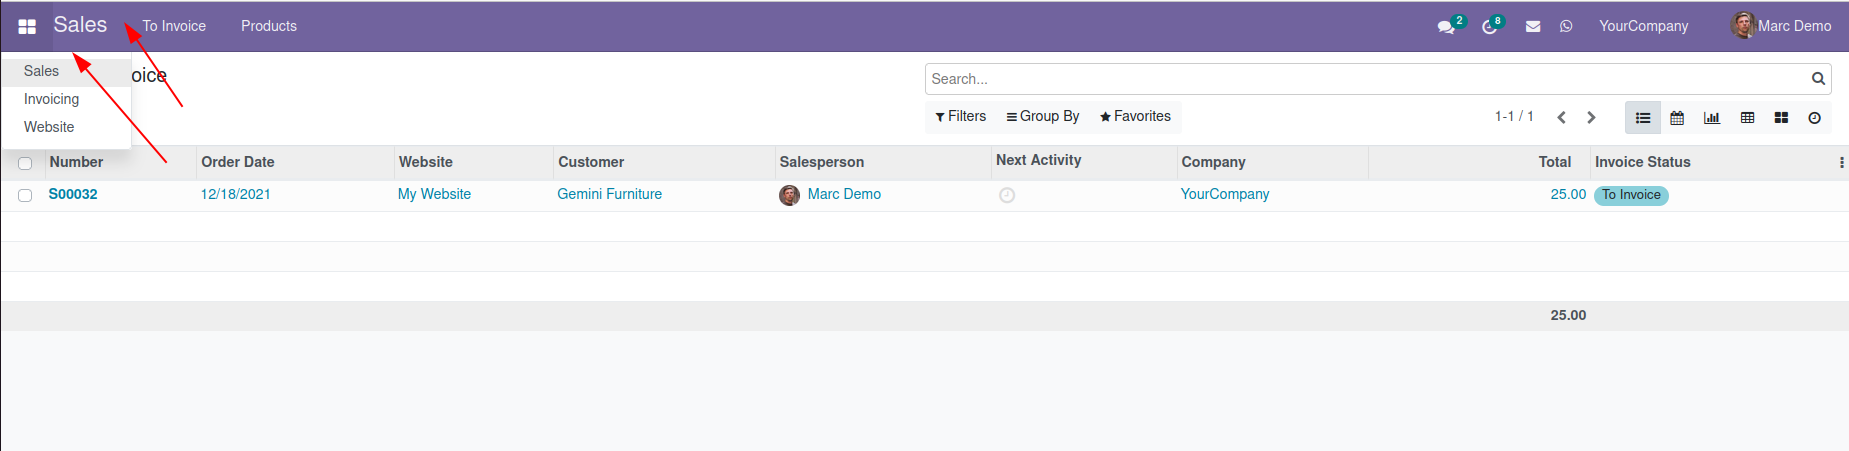 Sales To Invoice Products 2 8 YourCompany Marc Demo
Sales
Invoicing
Website
oice
Search...
Filters Group By Favorites 1-1 / 1
Number Order Date Website Customer Salesperson Next Activity Company Total Invoice Status
S00032 12/18/2021 My Website Gemini Furniture Marc Demo YourCompany 25.00 To Invoice
25.00